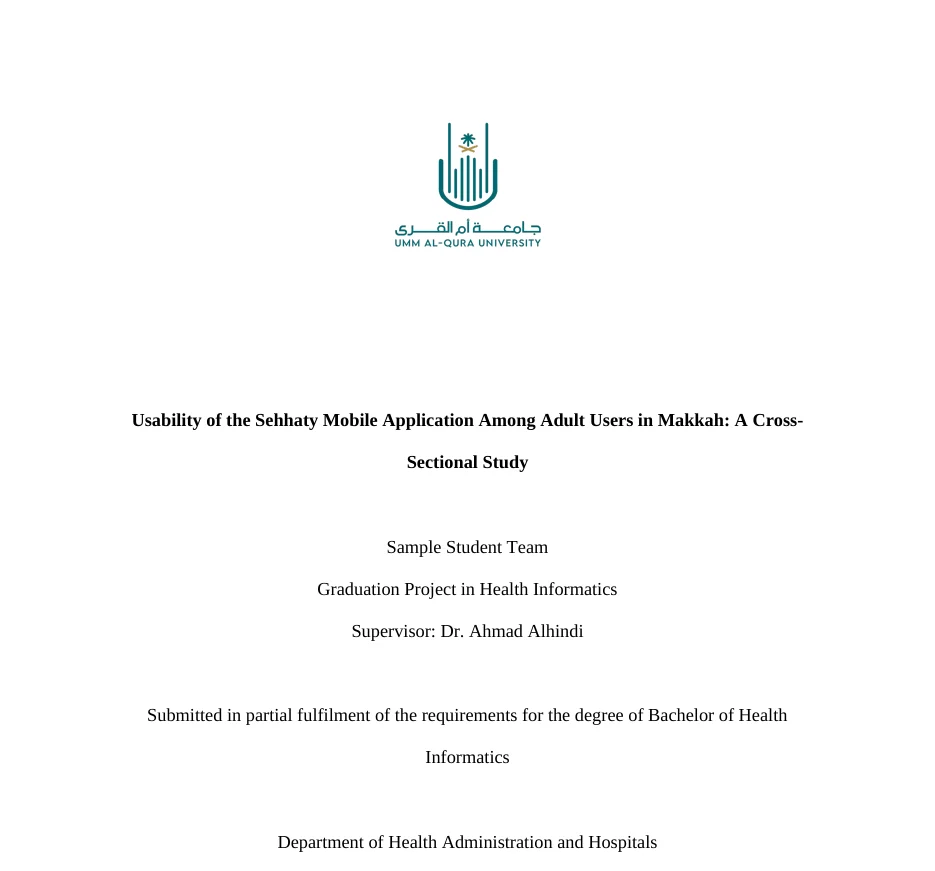 جامعة أم القرى
UMM AL-QURA UNIVERSITY
Usability of the Sehhaty Mobile Application Among Adult Users in Makkah: A Cross-
Sectional Study
Sample Student Team
Graduation Project in Health Informatics
Supervisor: Dr. Ahmad Alhindi
Submitted in partial fulfilment of the requirements for the degree of Bachelor of Health
Informatics
Department of Health Administration and Hospitals